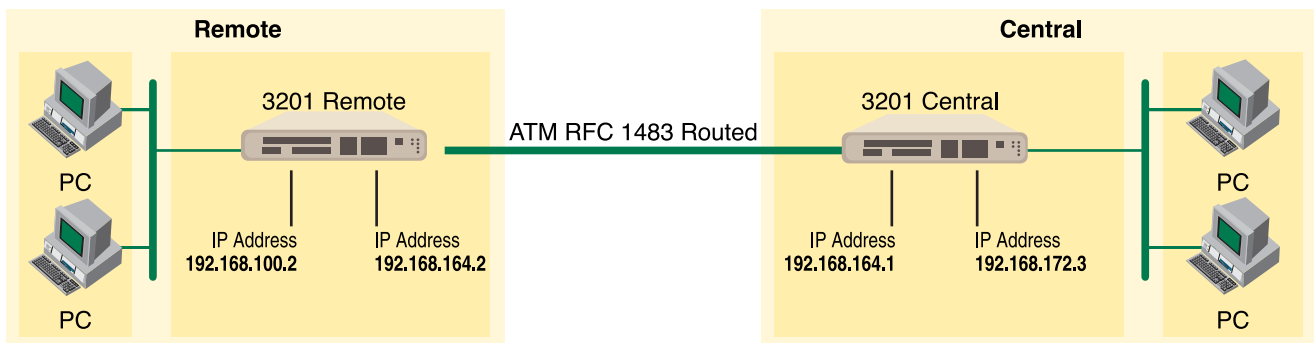 Remote
PC
PC
3201 Remote
IP Address
192.168.100.2
IP Address
192.168.164.2
ATM RFC 1483 Routed
Central
3201 Central
IP Address
192.168.164.1
IP Address
192.168.172.3
PC
PC